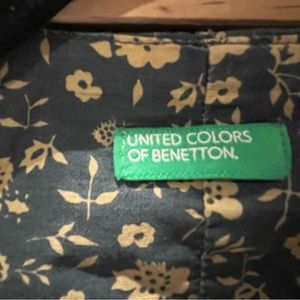 UNITED COLORS
OF BENETTON.